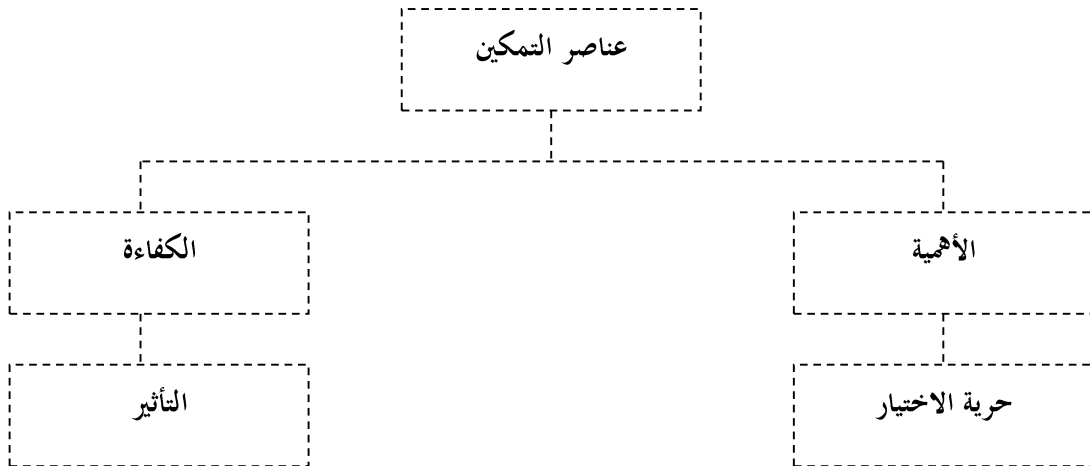 عناصر التمكين
الأهمية
الكفاءة
حرية الاختيار
التأثير